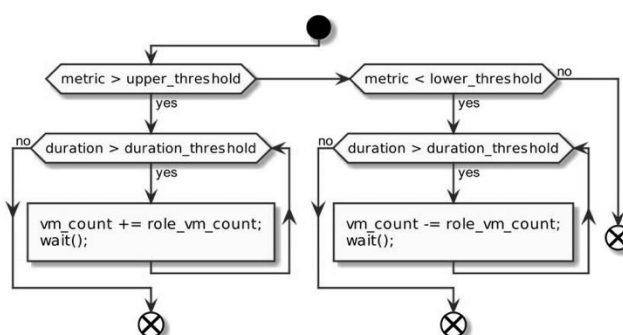 metric > upper_threshold
metric < lower_threshold
no
yes
yes
no
duration > duration_threshold
no
duration > duration_threshold
yes
yes
vm_count += role_vm_count;
wait();
vm_count -= role_vm_count;
wait();